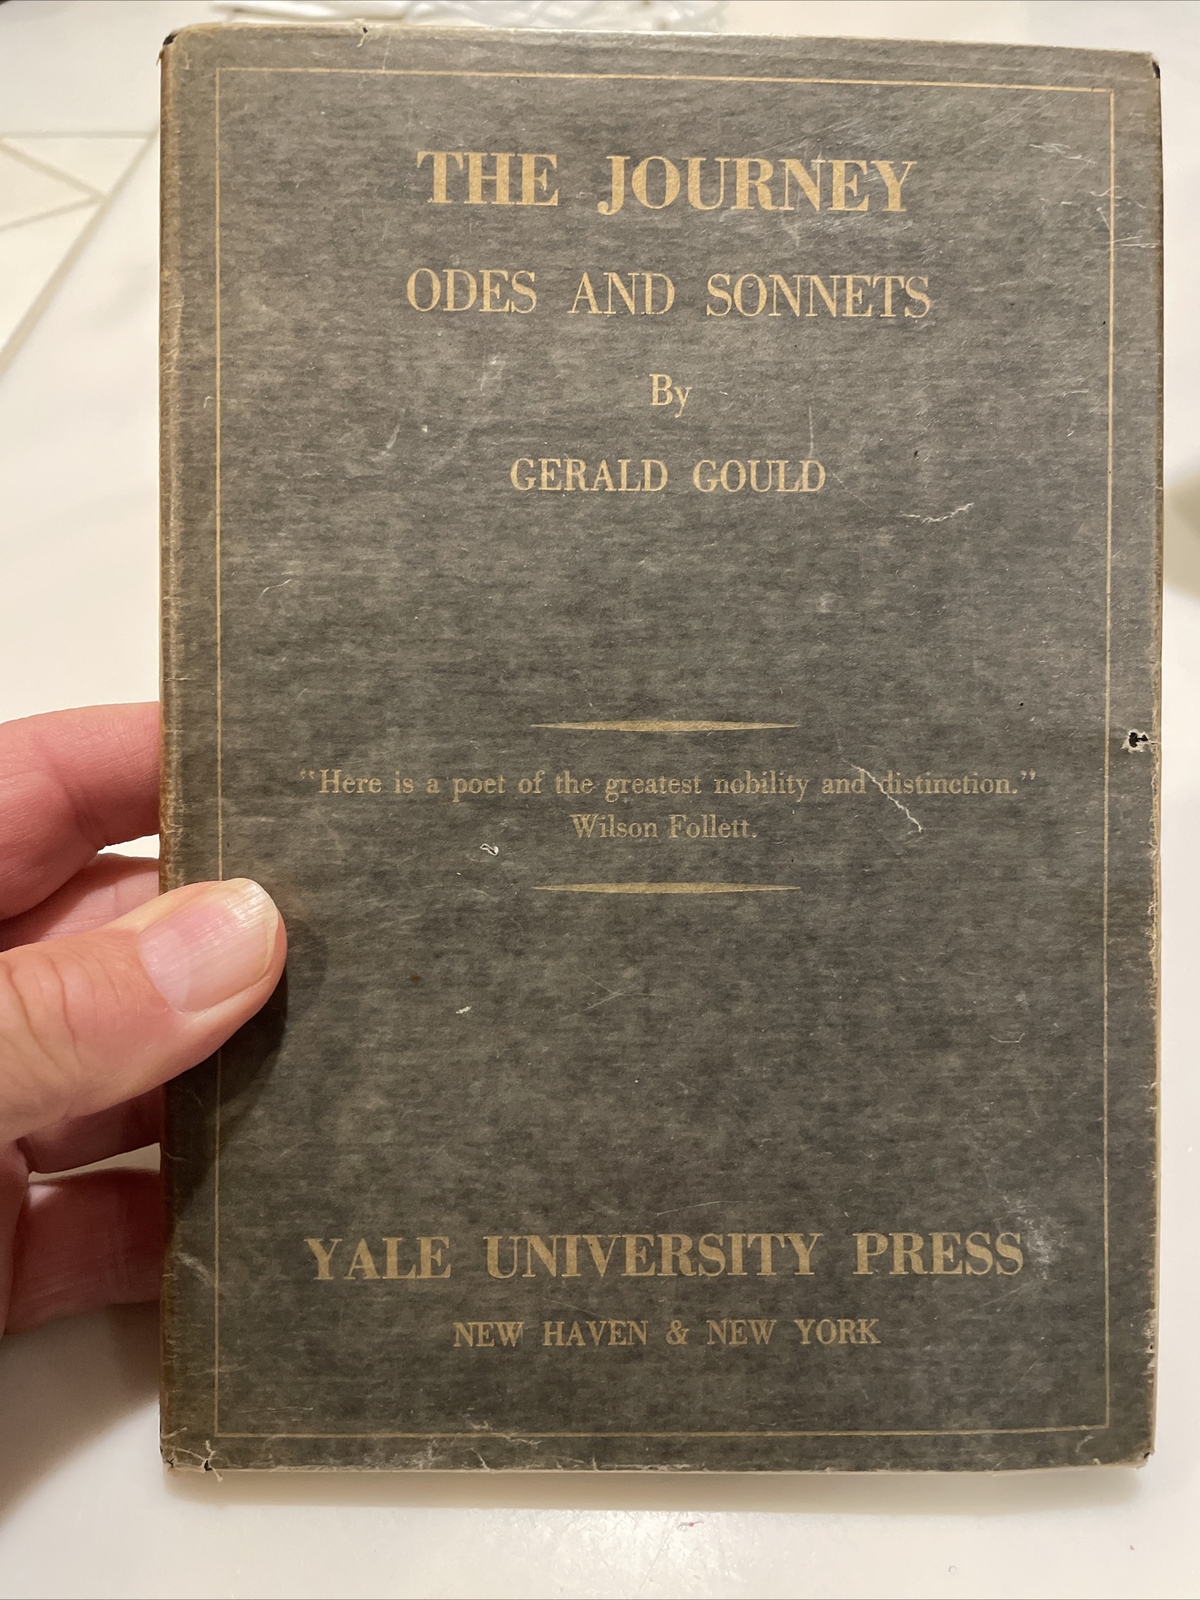 THE JOURNEY
ODES AND SONNETS
By
GERALD GOULD
"Here is a poet of the greatest nobility and distinction."
Wilson Follett.
YALE UNIVERSITY PRESS
NEW HAVEN & NEW YORK